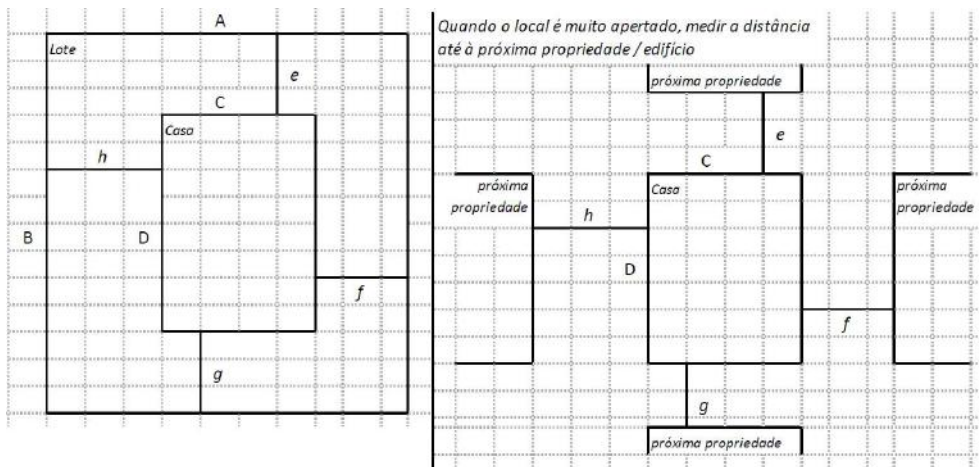 A
Lote
e
C
Casa
h
B
D
f
g
Quando o local é muito apertado, medir a distância
até à próxima propriedade / edifício
próxima propriedade
e
C
próxima
propriedade
Casa
próxima
propriedade
h
D
f
g
próxima propriedade